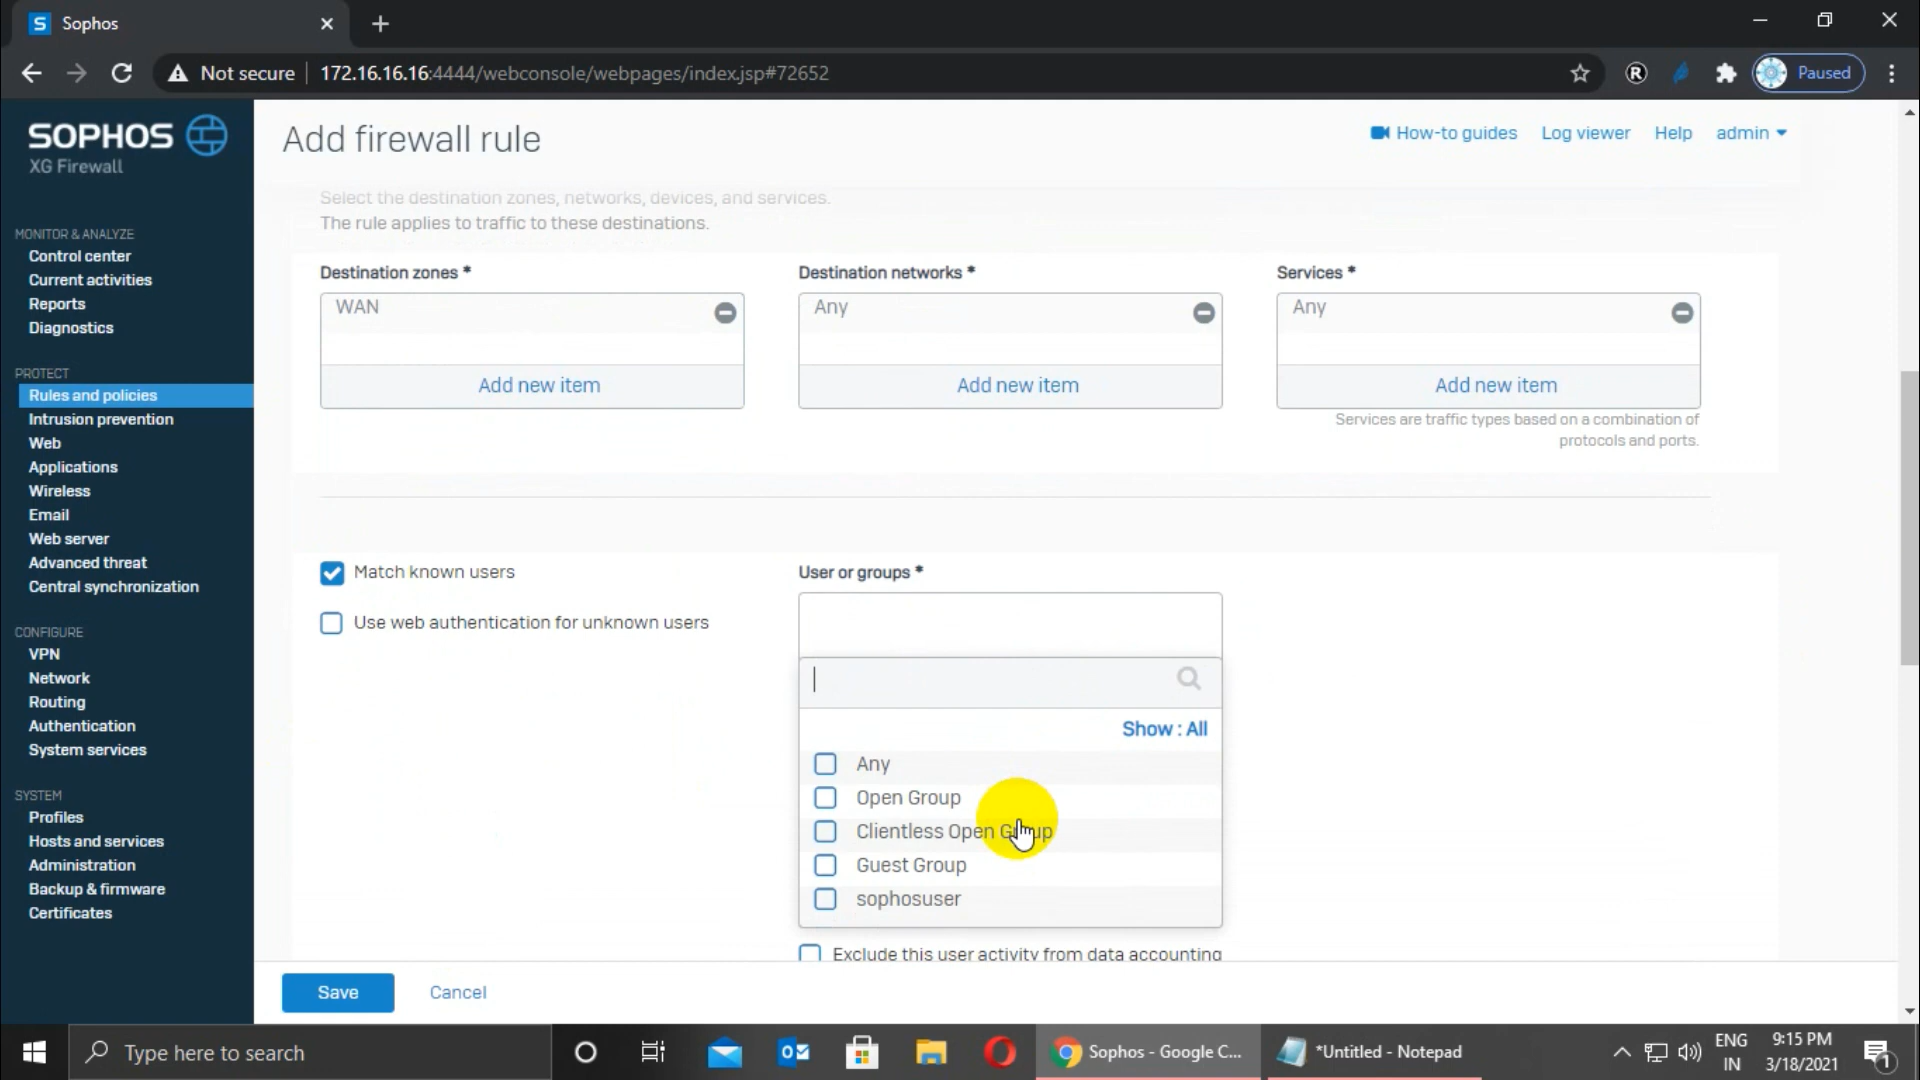 Sophos
Not secure
172.16.16.16:4444/webconsole/webpages/index.jsp#72652
Paused
SOPHOS
XG Firewall
Add firewall rule
How-to guides
Log viewer
Help
admin
MONITOR & ANALYZE
Control center
Current activities
Reports
Diagnostics
PROTECT
Rules and policies
Intrusion prevention
Web
Applications
Wireless
Email
Web server
Advanced threat
Central synchronization
CONFIGURE
VPN
Network
Routing
Authentication
System services
SYSTEM
Profiles
Hosts and services
Administration
Backup & firmware
Certificates
Select the destination zones, networks, devices, and services.
The rule applies to traffic to these destinations.
Destination zones *
WAN
Add new item
Destination networks *
Any
Add new item
Services *
Any
Add new item
Services are traffic types based on a combination of
protocols and ports.
Match known users
Use web authentication for unknown users
User or groups *
Show : All
Any
Open Group
Clientless Open Group
Guest Group
sophosuser
Exclude this user activity from data accounting
Save
Cancel
Type here to search
Sophos - Google C...
*Untitled - Notepad
ENG
IN
9:15 PM
3/18/2021
1